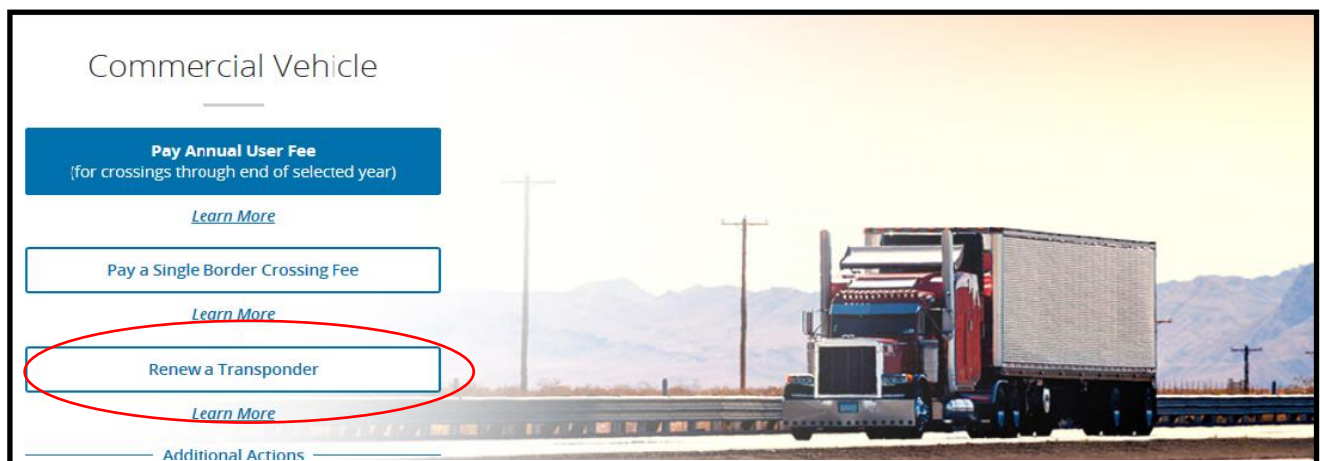 Commercial Vehicle
Pay Annual User Fee
(for crossings through end of selected year)
Learn More
Pay a Single Border Crossing Fee
Learn More
Renew a Transponder
Learn More
Additional Actions